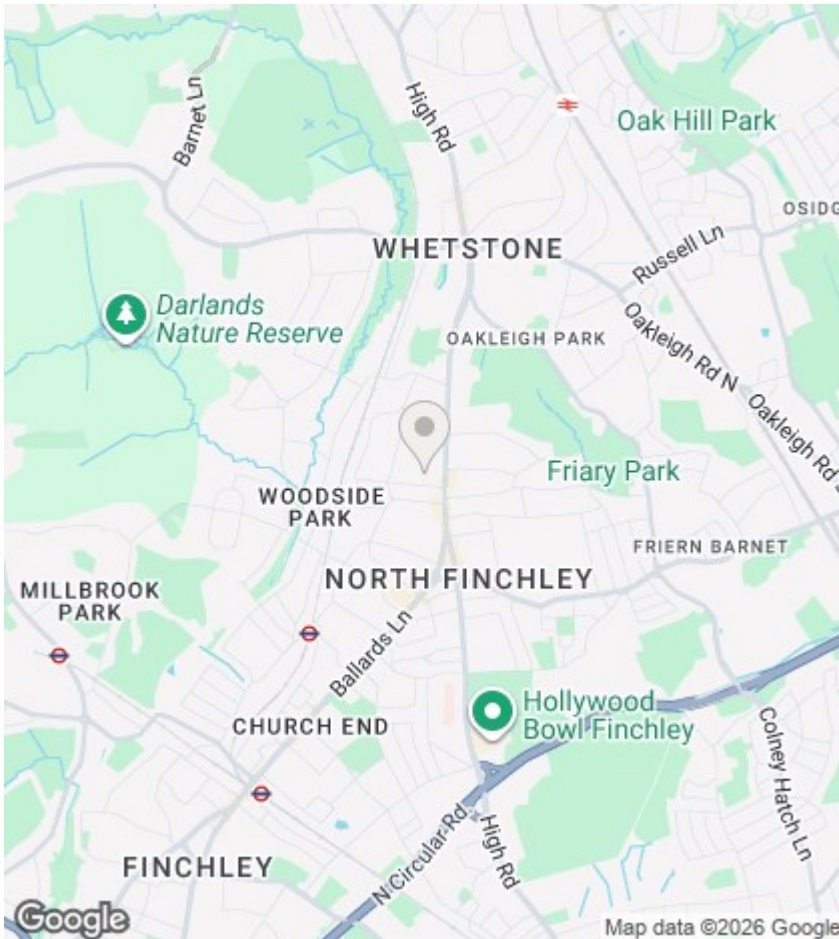 Barnet Ln
High Rd
Oak Hill Park
OSIDG
WHETSTONE
Russell Ln
Darlands
Nature Reserve
OAKLEIGH PARK
Oakleigh Rd N
Oakleigh Rd S
Friary Park
WOODSIDE
PARK
FRIERN BARNET
NORTH FINCHLEY
MILLBROOK
PARK
Ballards Ln
Hollywood
Bowl Finchley
CHURCH END
Colney Hatch Ln
N Circular Rd
High Rd
FINCHLEY
Google
Map data ©2026 Google